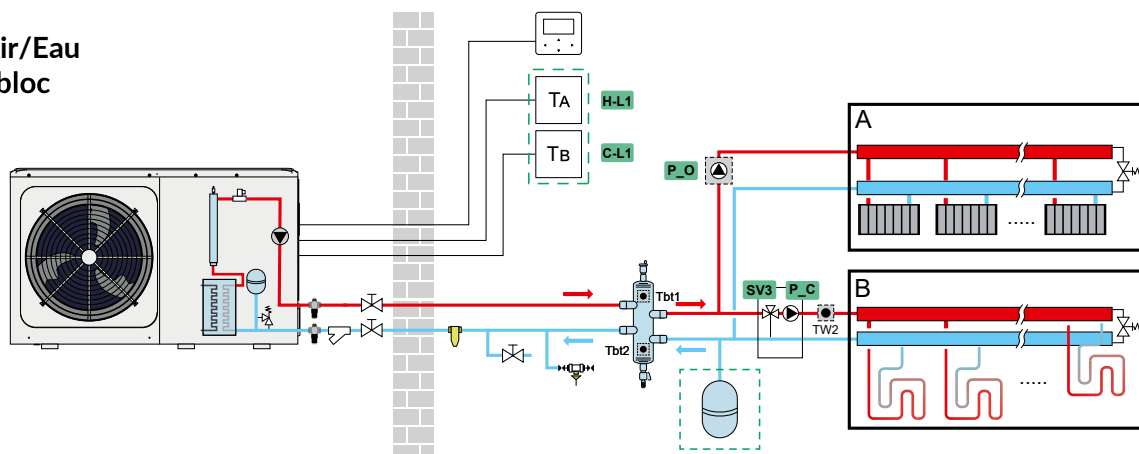 ir/Eau
bloc
TA
H-L1
TB
C-L1
P_O
A
.....
Tbt1
SV3
P_C
B
TW2
Tbt2
.....
M
M